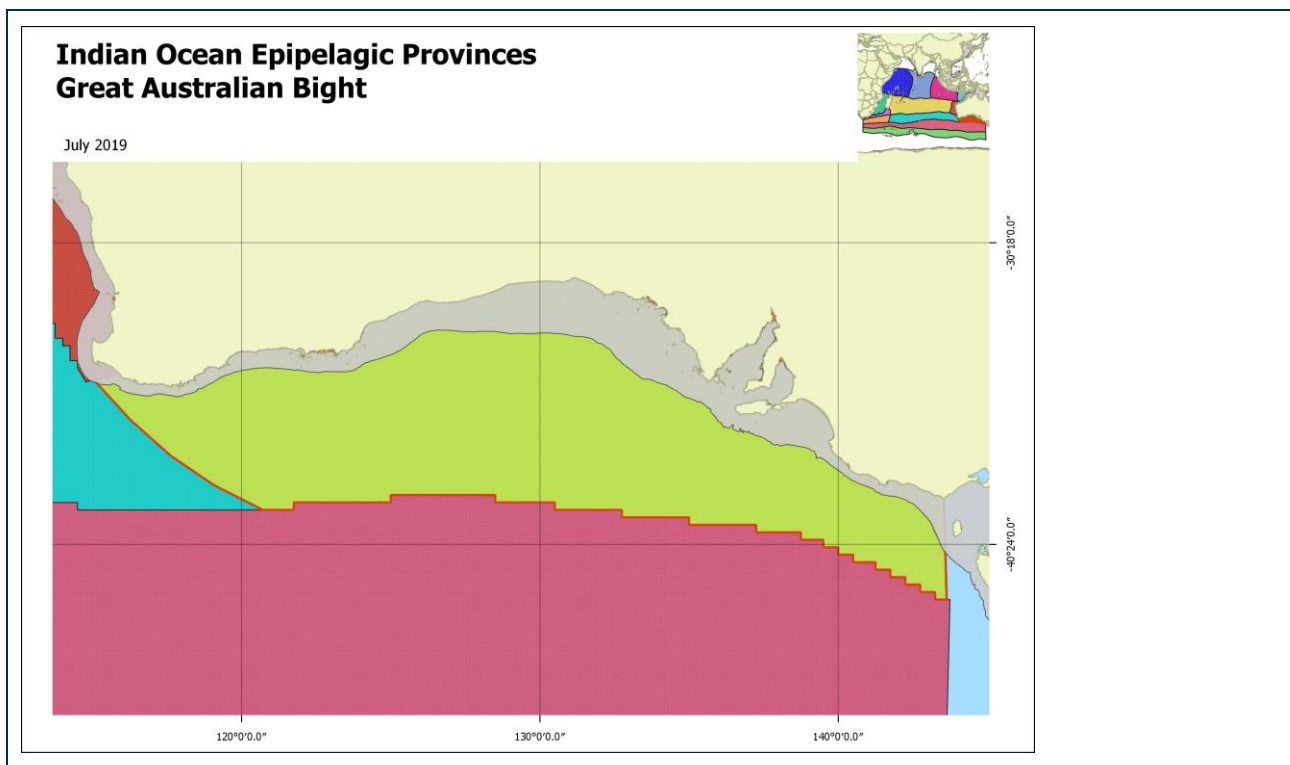 Indian Ocean Epipelagic Provinces
Great Australian Bight
July 2019
-30°18'0.0"
-40°24'0.0"
120°0'0.0"
130°0'0.0"
140°0'0.0"